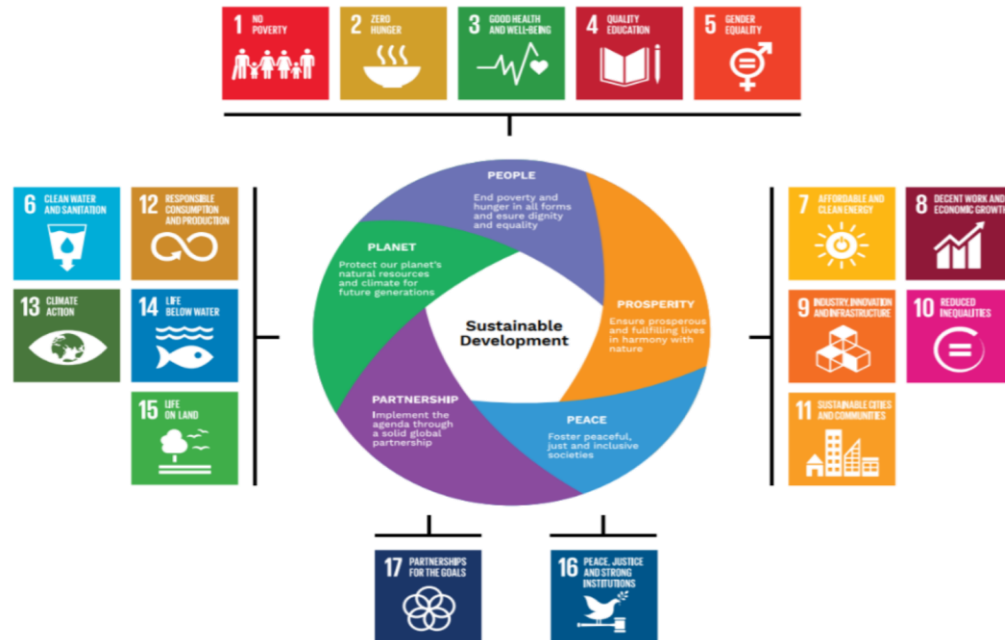 1 NO
POVERTY
2 ZERO
HUNGER
3 GOOD HEALTH
AND WELL-BEING
4 QUALITY
EDUCATION
5 GENDER
EQUALITY
6 CLEAN WATER
AND SANITATION
12 RESPONSIBLE
CONSUMPTION
AND PRODUCTION
13 CLIMATE
ACTION
14 LIFE
BELOW WATER
15 LIFE
ON LAND
PEOPLE
End poverty and
hunger in all forms
and esure dignity
and equality
PLANET
Protect our planet's
natural resources
and climate for
future generations
Sustainable
Development
PROSPERITY
Ensure prosperous
and fullfilling lives
in harmony with
nature
PARTNERSHIP
Implement the
agenda through
a solid global
partnership
PEACE
Foster peaceful,
just and inclusive
societies
7 AFFORDABLE AND
CLEAN ENERGY
8 DECENT WORK AND
ECONOMIC GROWTH
9 INDUSTRY, INNOVATION
AND INFRASTRUCTURE
10 REDUCED
INEQUALITIES
11 SUSTAINABLE CITIES
AND COMMUNITIES
17 PARTNERSHIPS
FOR THE GOALS
16 PEACE, JUSTICE
AND STRONG
INSTITUTIONS